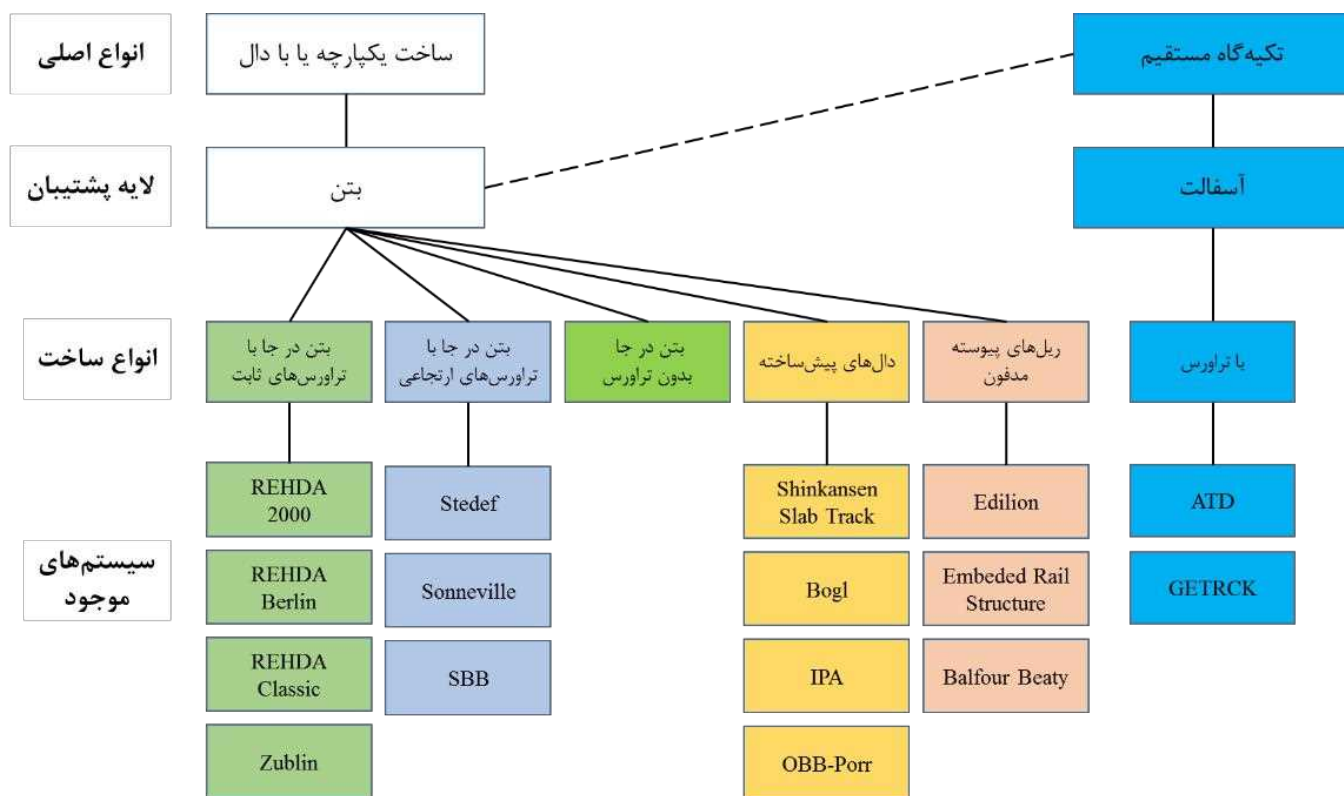 انواع اصلی
ساخت یکپارچه یا با دال
تکیه‌گاه مستقیم
لایه پشتیبان
بتن
آسفالت
انواع ساخت
بتن در جا با
تراورس‌های ثابت
بتن در جا با
تراورس‌های ارتجاعی
بتن در جا
بدون تراورس
دال‌های پیش‌ساخته
ریل‌های پیوسته
مدفون
با تراورس
سیستم‌های
موجود
REHDA
2000
REHDA
Berlin
REHDA
Classic
Zublin
Stedef
Sonneville
SBB
Shinkansen
Slab Track
Bogl
IPA
OBB-Porr
Edilion
Embeded Rail
Structure
Balfour Beaty
ATD
GETRCK